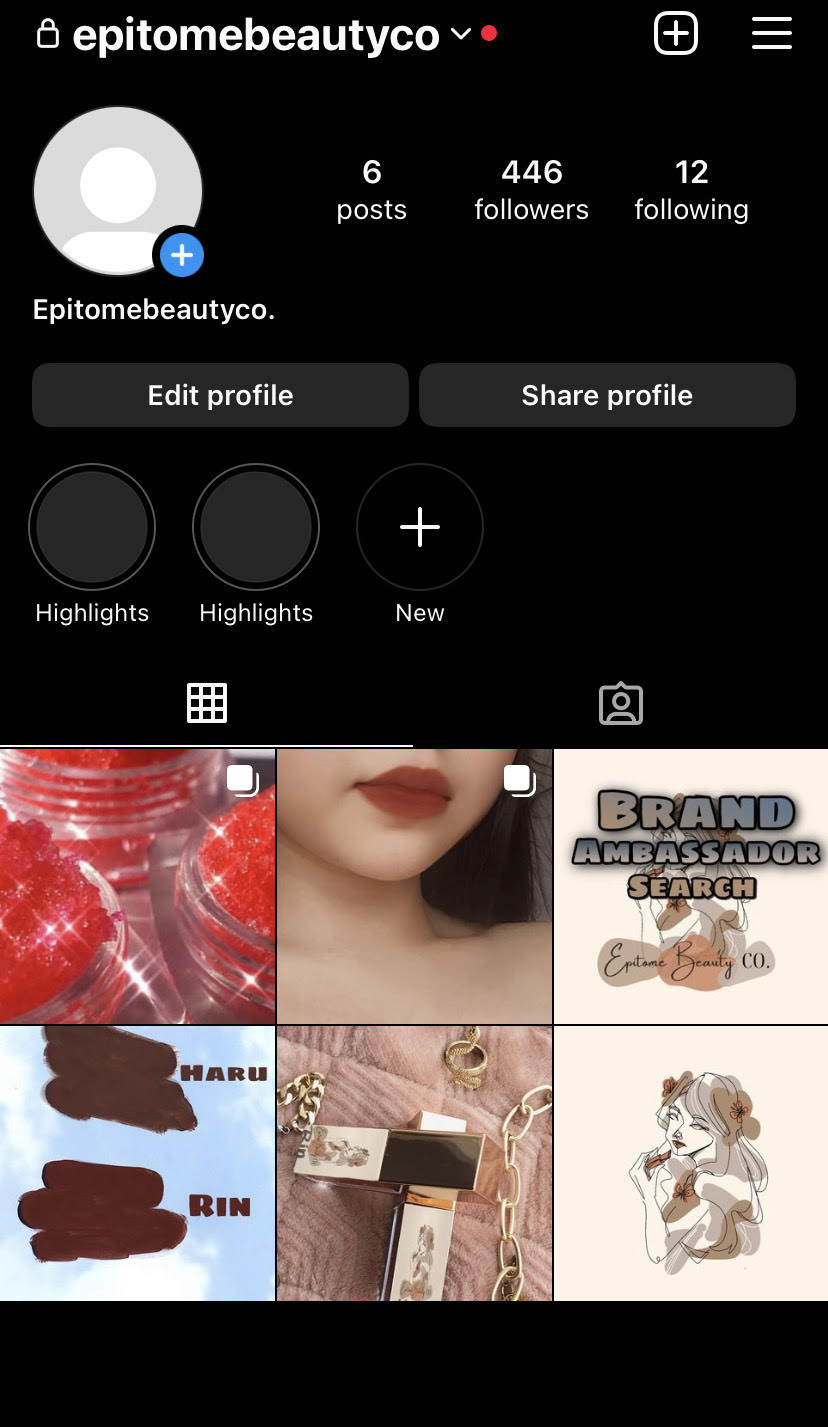 epitomebeautyco
6 446 12
posts followers following
Epitomebeautyco.
Edit profile Share profile
Highlights Highlights New
BRAND
AMBASSADOR
SEARCH
Epitome Beauty CO.
HARU
RIN
Rin